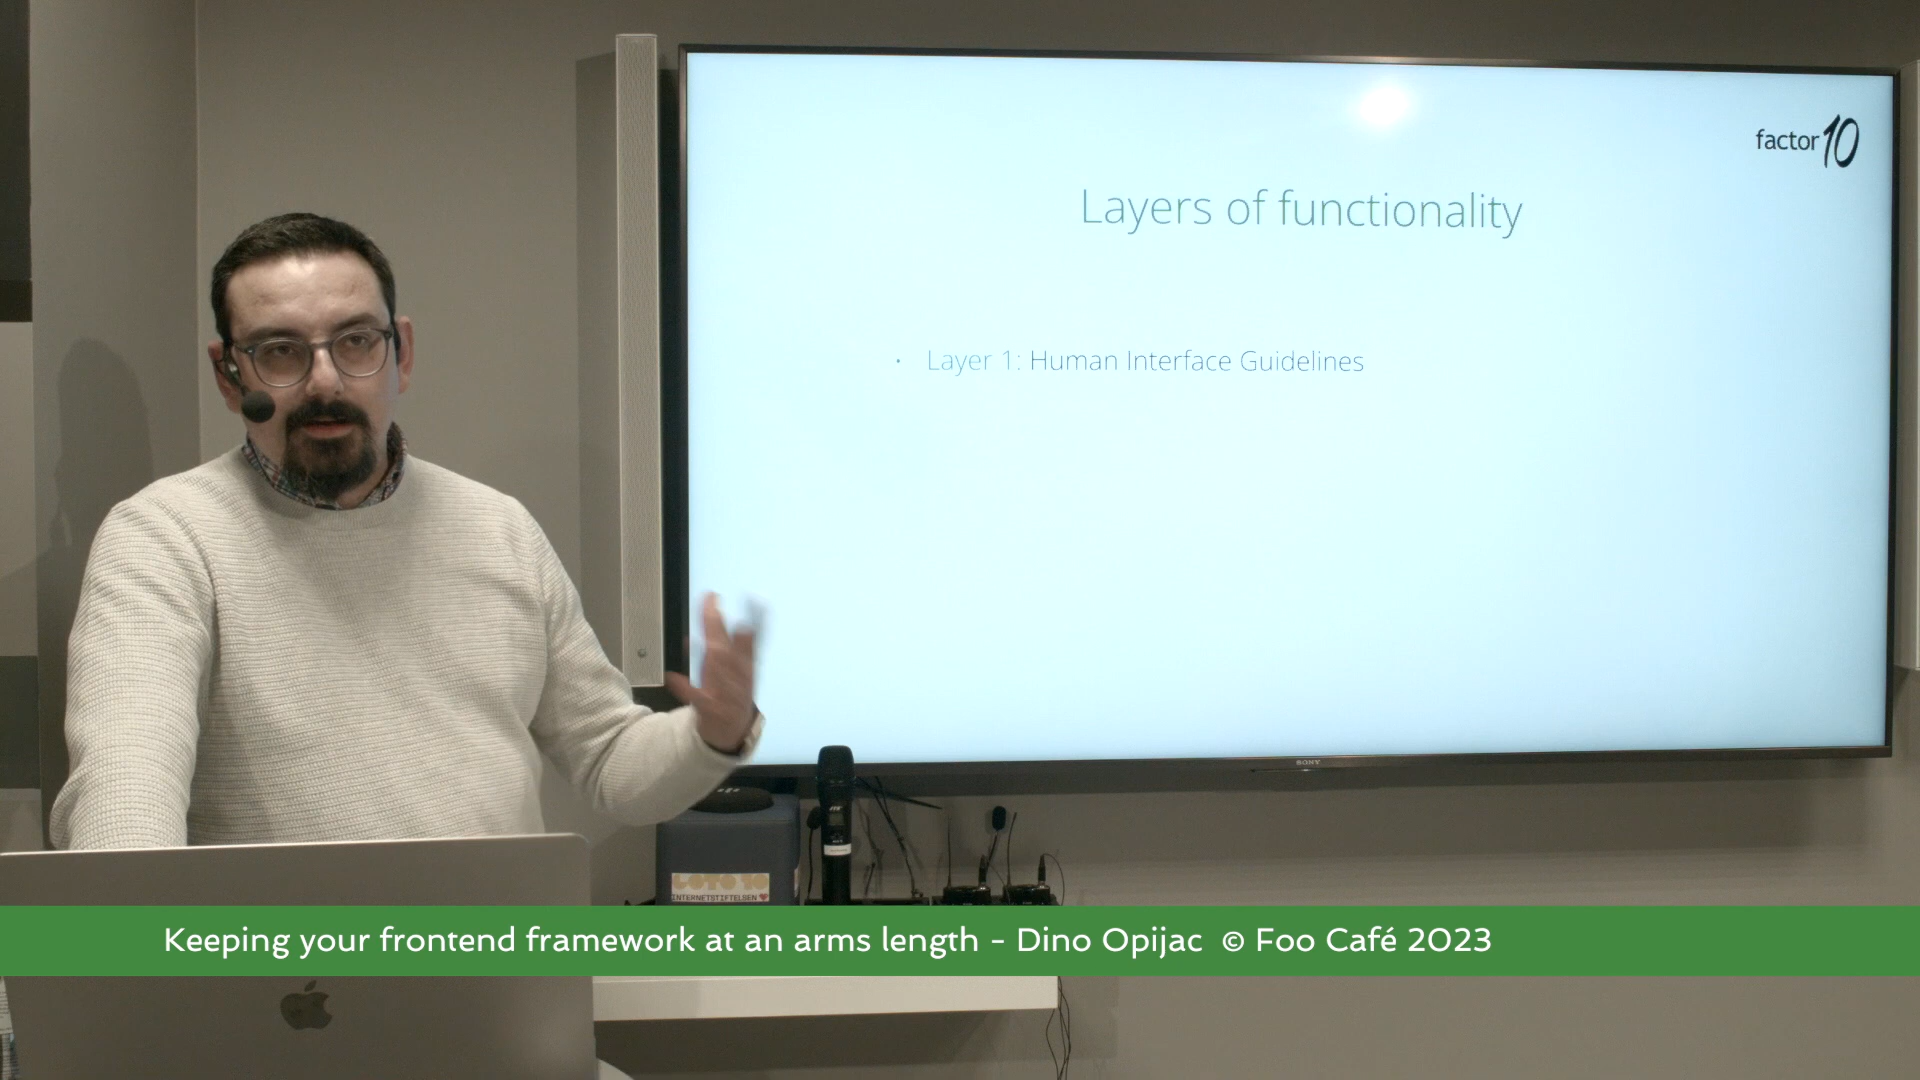 factor10
Layers of functionality
• Layer 1: Human Interface Guidelines
SONY
INTERNETSTIFTELSEN
Keeping your frontend framework at an arms length - Dino Opijac © Foo Café 2023